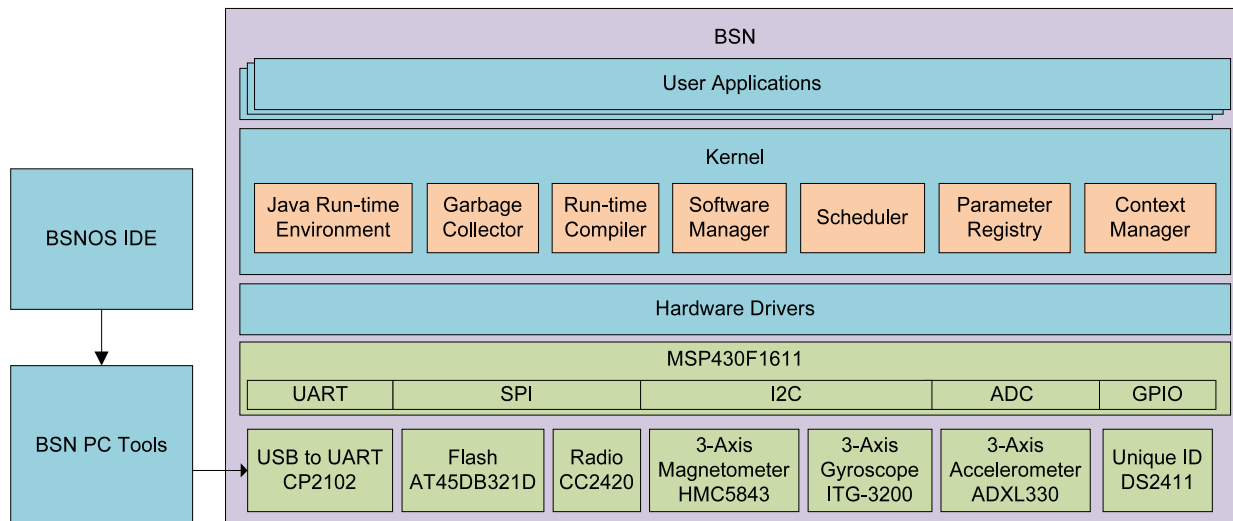 BSN
User Applications
Kernel
Java Run-time
Environment
Garbage
Collector
Run-time
Compiler
Software
Manager
Scheduler
Parameter
Registry
Context
Manager
BSNOS IDE
Hardware Drivers
MSP430F1611
UART
SPI
I2C
ADC
GPIO
BSN PC Tools
USB to UART
CP2102
Flash
AT45DB321D
Radio
CC2420
3-Axis
Magnetometer
HMC5843
3-Axis
Gyroscope
ITG-3200
3-Axis
Accelerometer
ADXL330
Unique ID
DS2411